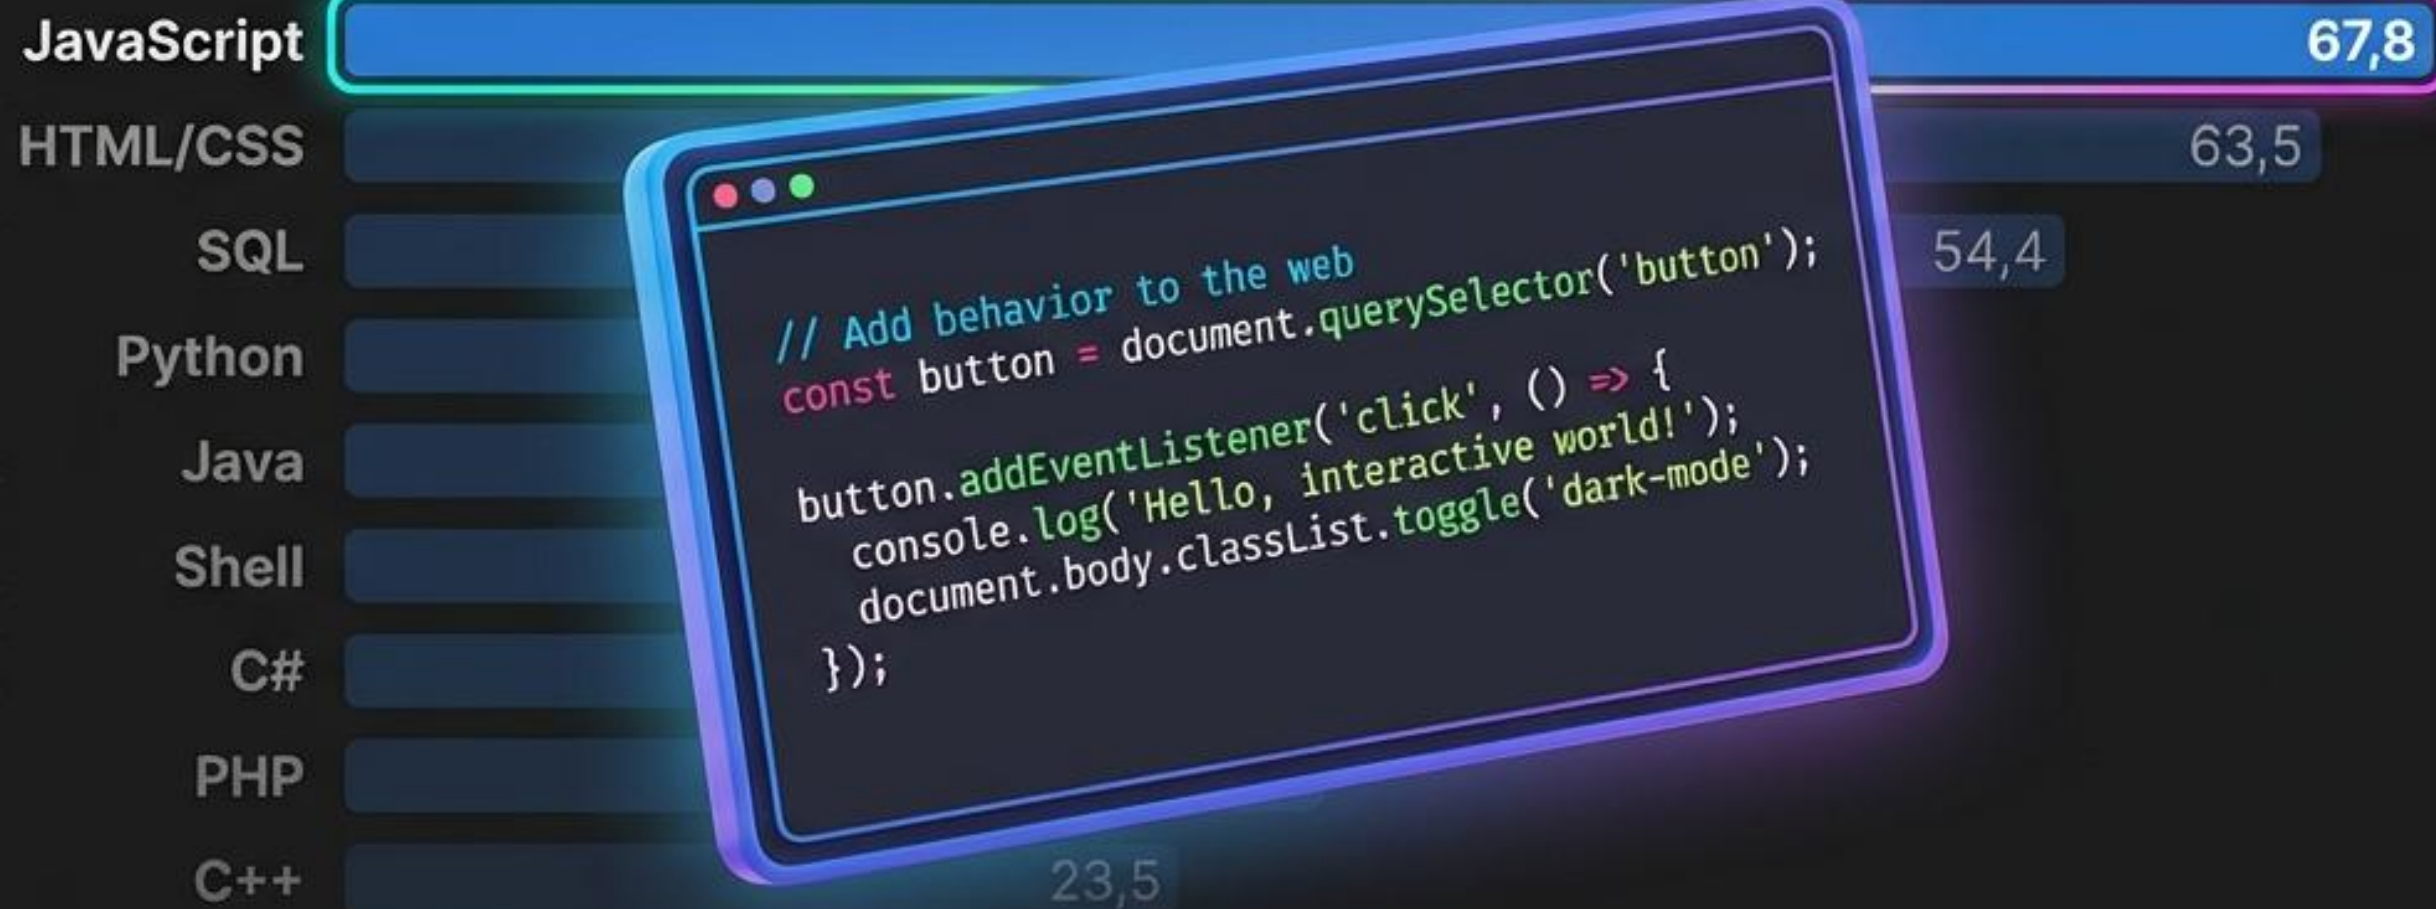 JavaScript 67,8
HTML/CSS 63,5
SQL 54,4
Python
Java
Shell
C#
PHP
C++ 23,5
// Add behavior to the web
const button = document.querySelector('button');
button.addEventListener('click', () => {
console.log('Hello, interactive world!');
document.body.classList.toggle('dark-mode');
});